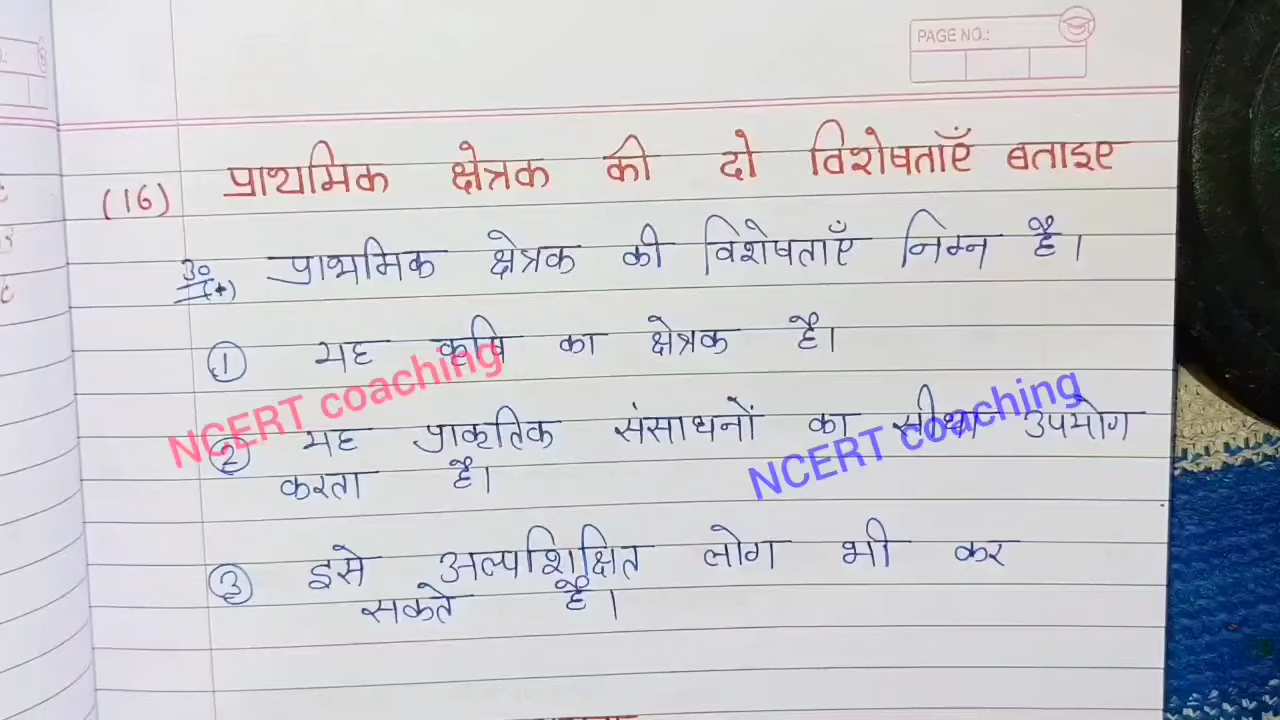 PAGE NO.:
(16) प्राथमिक क्षेत्रक की दो विशेषताएँ बताइए
उ०(+) प्राथमिक क्षेत्रक की विशेषताएँ निम्न है।
① यह कृषि का क्षेत्रक है।
② यह प्राकृतिक संसाधनों का सीधा उपयोग
करता है।
③ इसे अल्पशिक्षित लोग भी कर
सकते है।
NCERT coaching
NCERT coaching